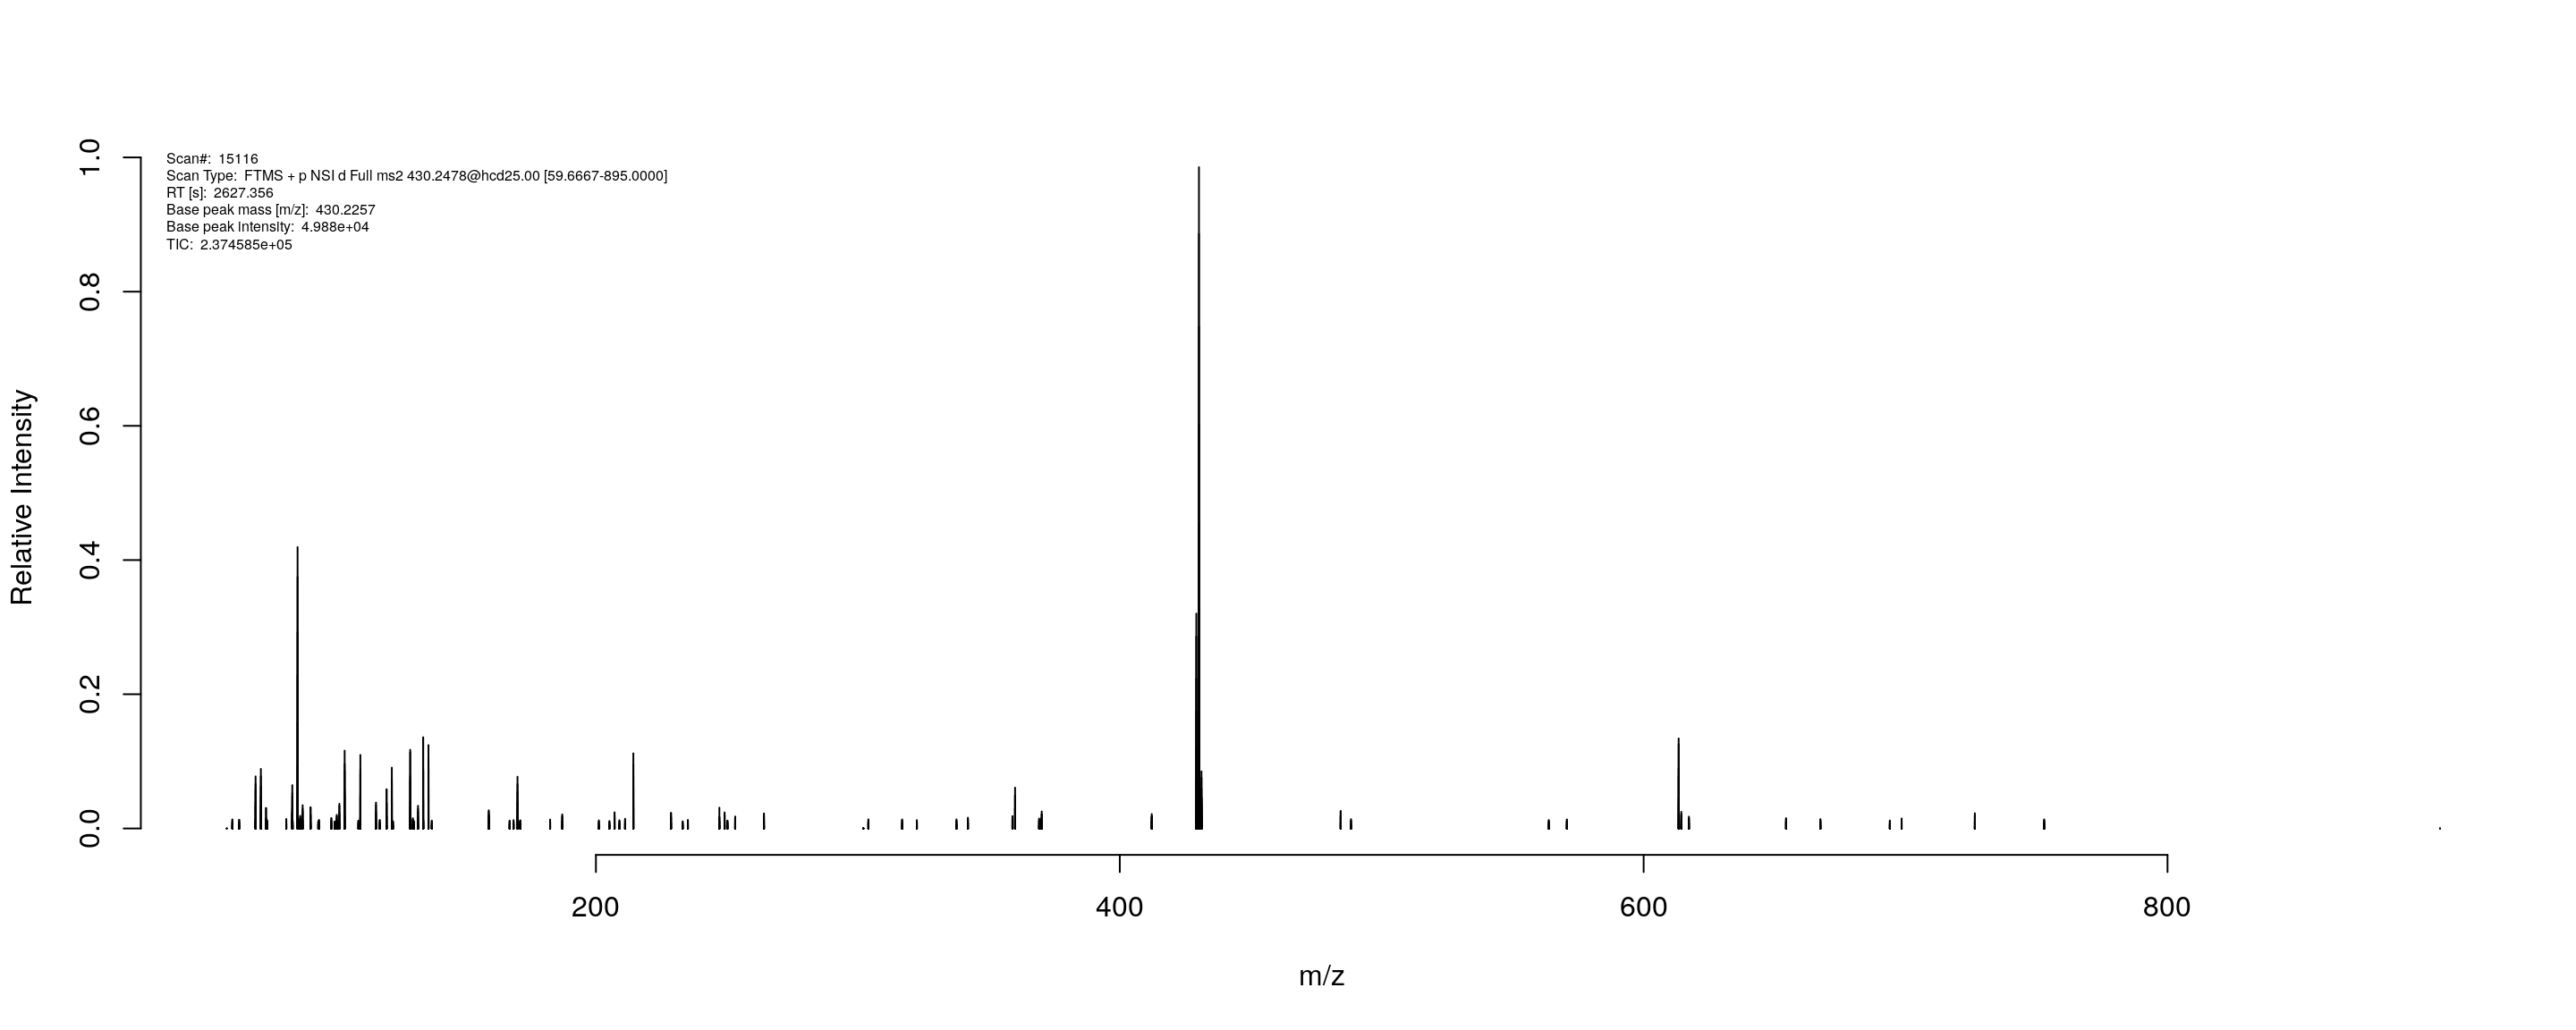 Scan#: 15116
Scan Type: FTMS + p NSI d Full ms2 430.2478@hcd25.00 [59.6667-895.0000]
RT [s]: 2627.356
Base peak mass [m/z]: 430.2257
Base peak intensity: 4.988e+04
TIC: 2.374585e+05
1.0
0.8
0.6
0.4
0.2
0.0
Relative Intensity
200 400 600 800
m/z